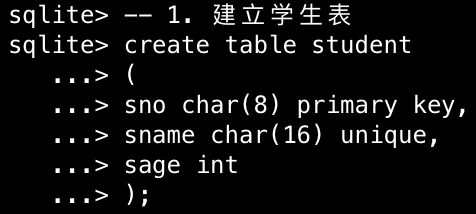 sqlite> -- 1. 建立学生表
sqlite> create table student
...> (
...> sno char(8) primary key,
...> sname char(16) unique,
...> sage int
...> );